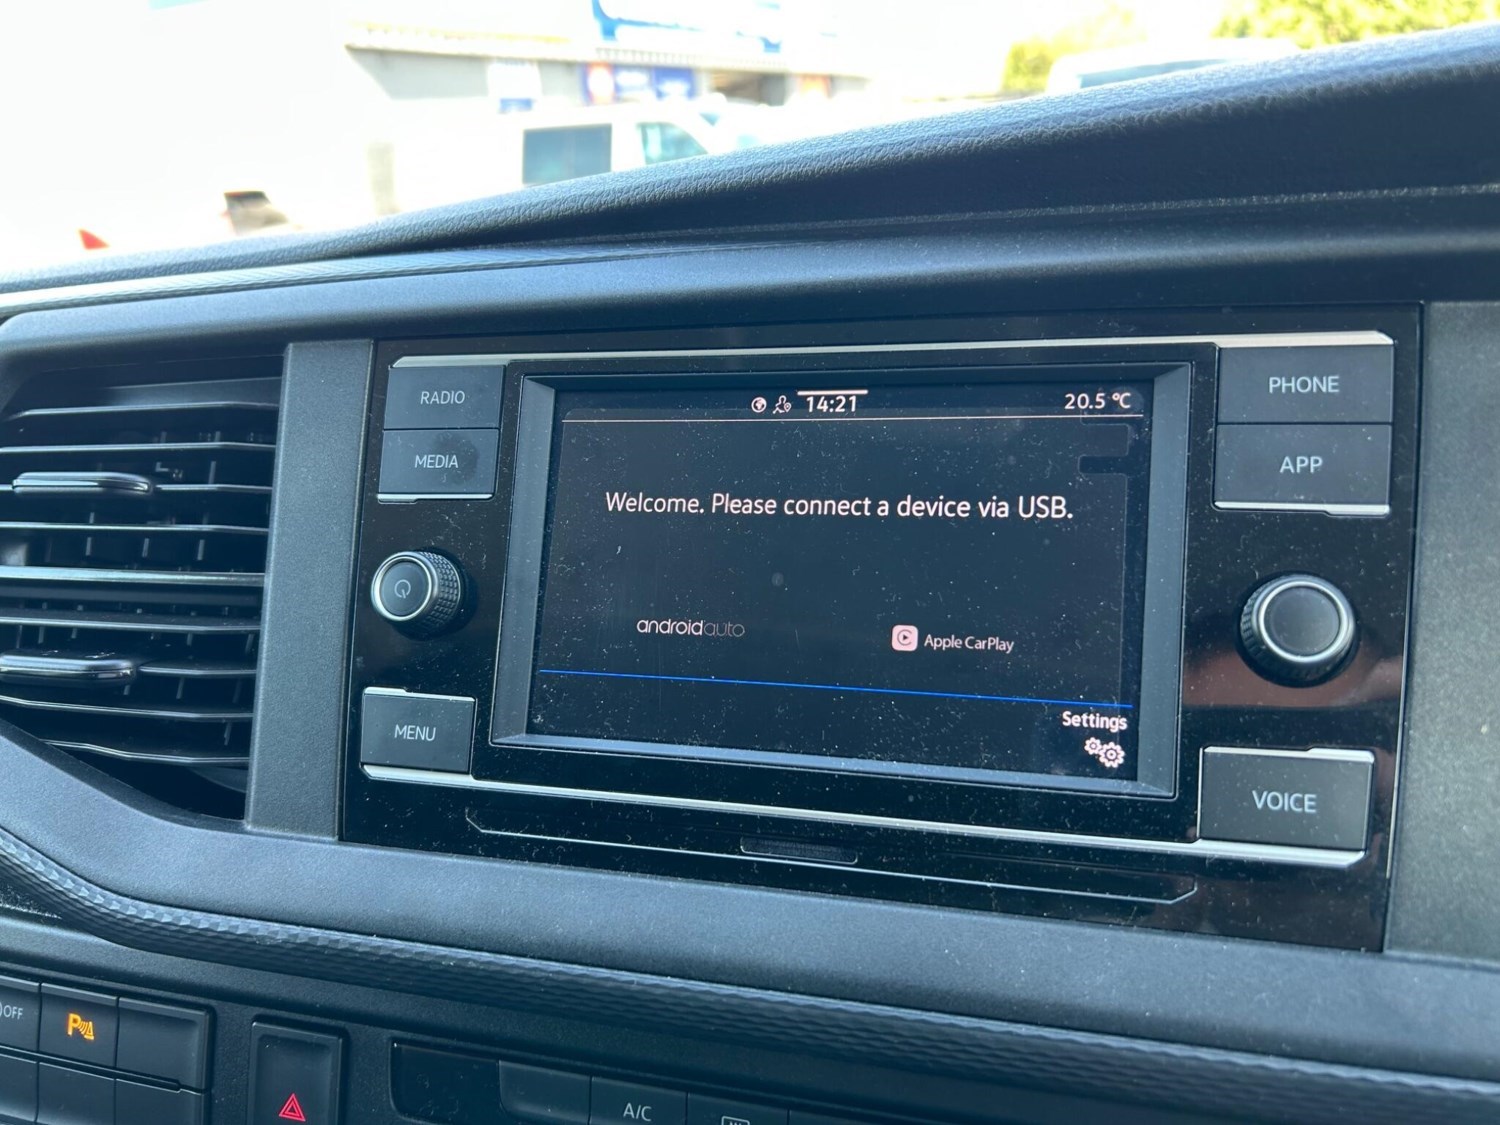 RADIO
MEDIA
MENU
14:21
20.5 °C
Welcome. Please connect a device via USB.
androidauto
Apple CarPlay
Settings
PHONE
APP
VOICE
OFF
P
A/C